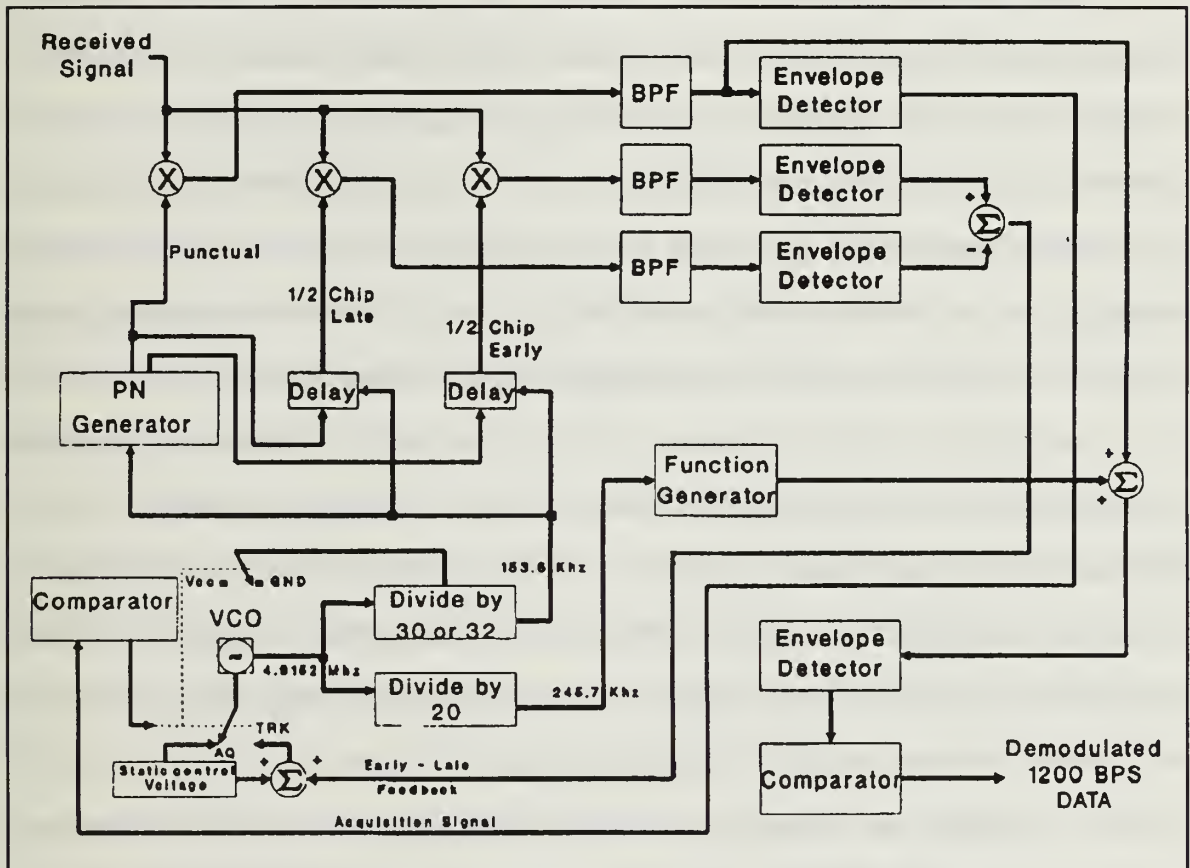 Received
Signal
BPF
Envelope
Detector
X
X
X
BPF
Envelope
Detector
+
Σ
-
Punctual
BPF
Envelope
Detector
1/2 Chip
Late
1/2 Chip
Early
PN
Generator
Delay
Delay
Function
Generator
+
Σ
+
153.6 Khz
Vcom
GND
Comparator
VCO
~
Divide by
30 or 32
4.9152 Mhz
Divide by
20
245.7 Khz
Envelope
Detector
TRK
AQ
Static control
Voltage
+
Σ
+
Early - Late
Feedback
Comparator
Demodulated
1200 BPS
DATA
Acquisition Signal